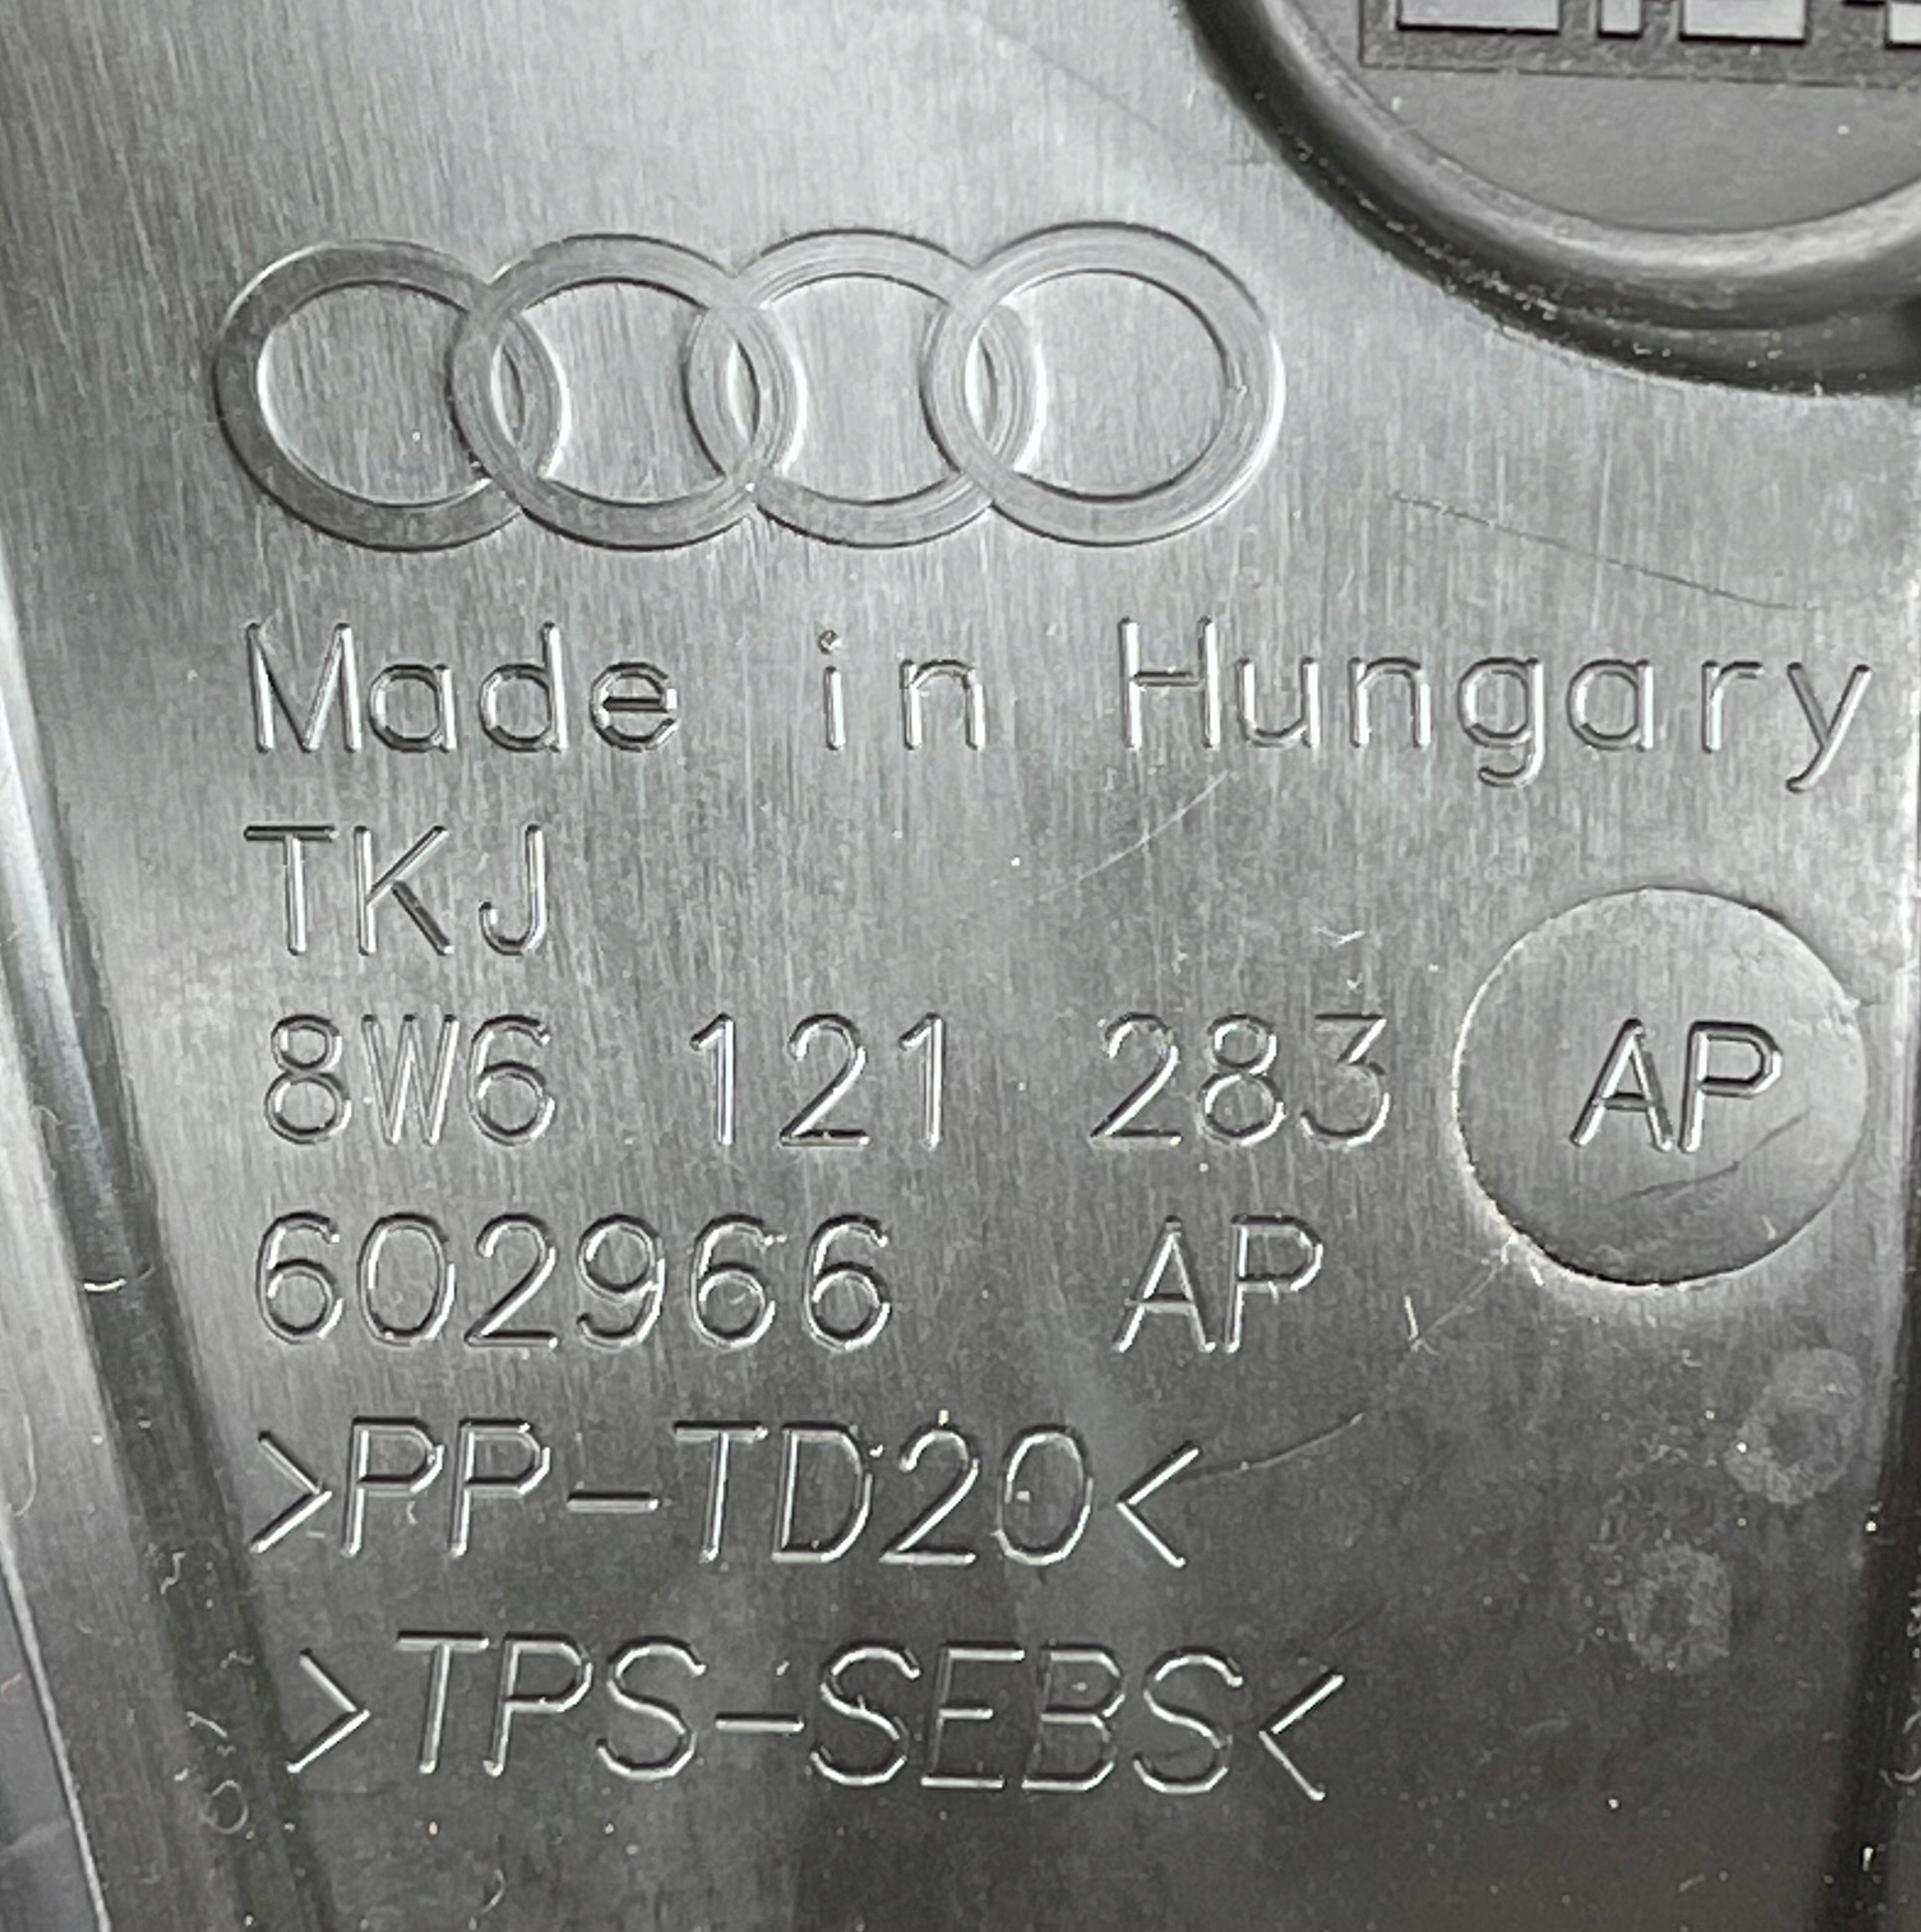 Made in Hungary
TKJ
8W6 121 283 AP
602966 AP
>PP-TD20<
>TPS-SEBS<